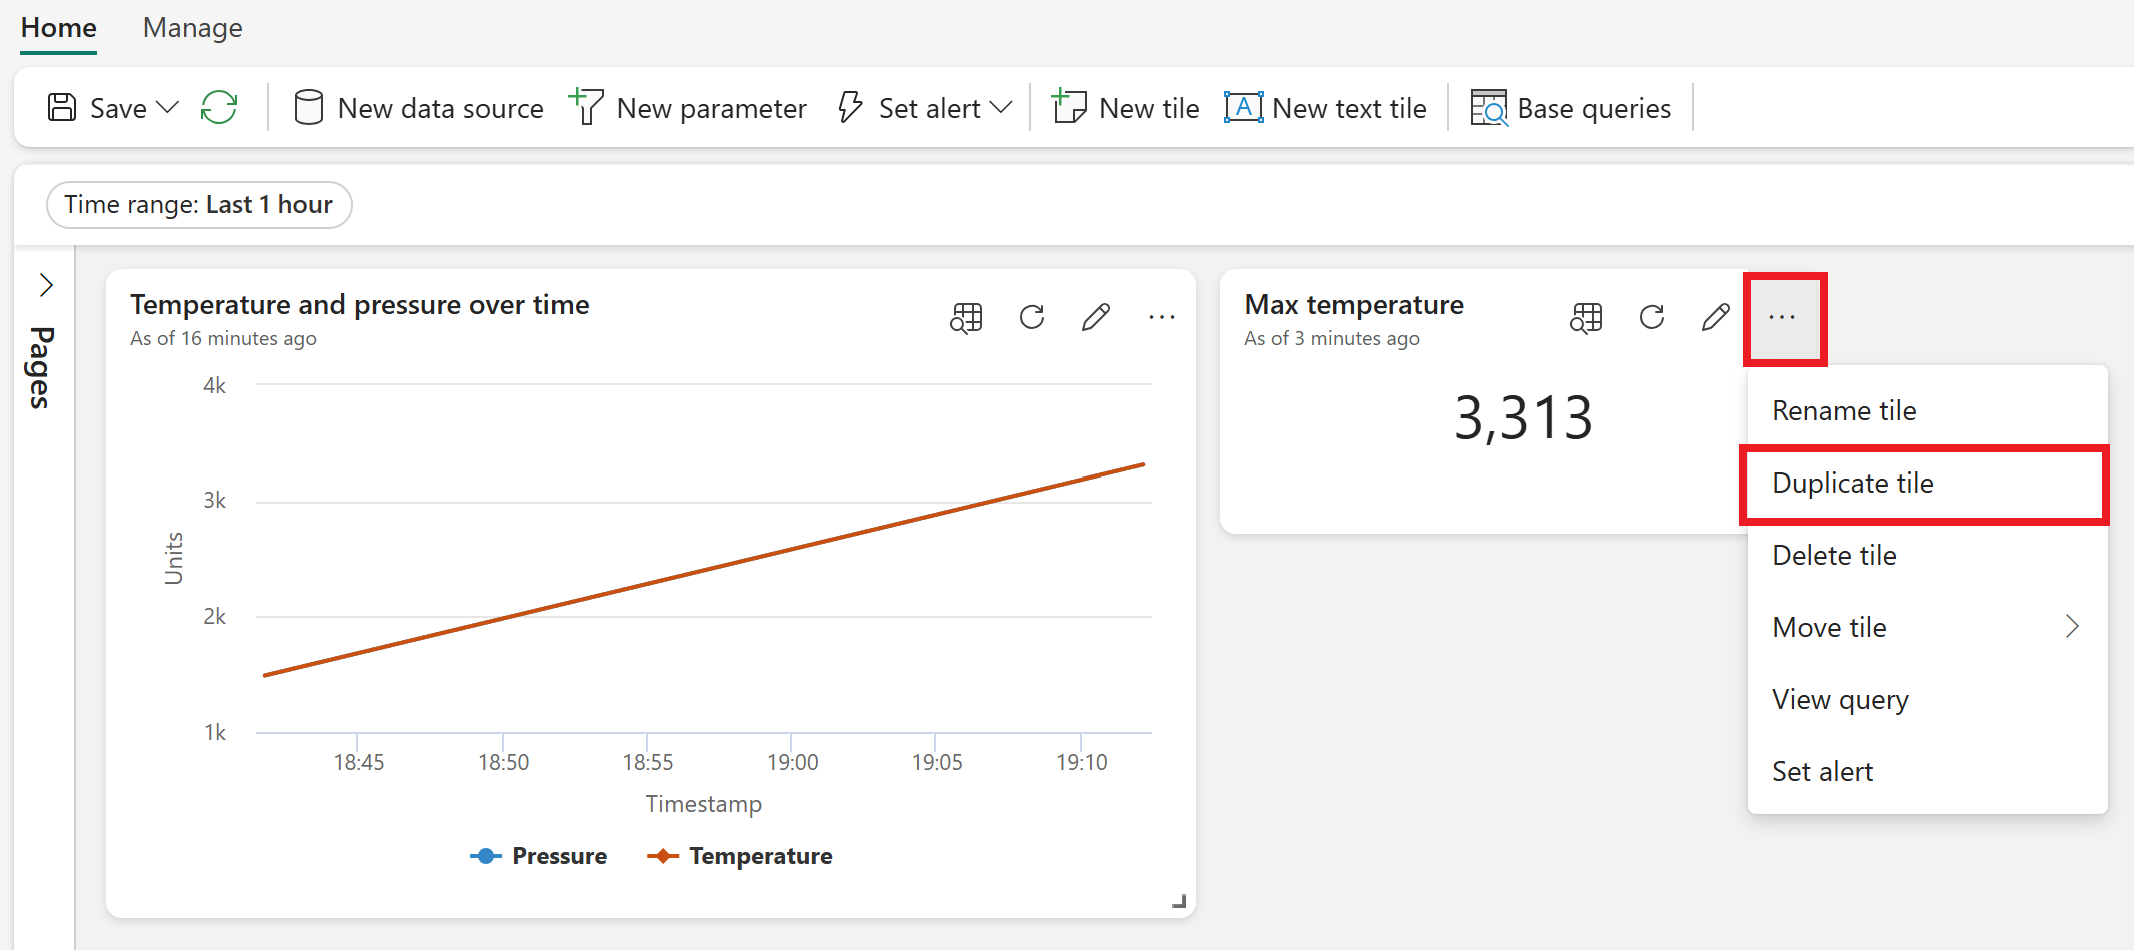 Home Manage
Save New data source New parameter Set alert New tile A New text tile Base queries
Time range: Last 1 hour
Pages
Temperature and pressure over time
As of 16 minutes ago
4k
3k
2k
1k
Units
18:45 18:50 18:55 19:00 19:05 19:10
Timestamp
Pressure Temperature
Max temperature
As of 3 minutes ago
3,313
Rename tile
Duplicate tile
Delete tile
Move tile
View query
Set alert